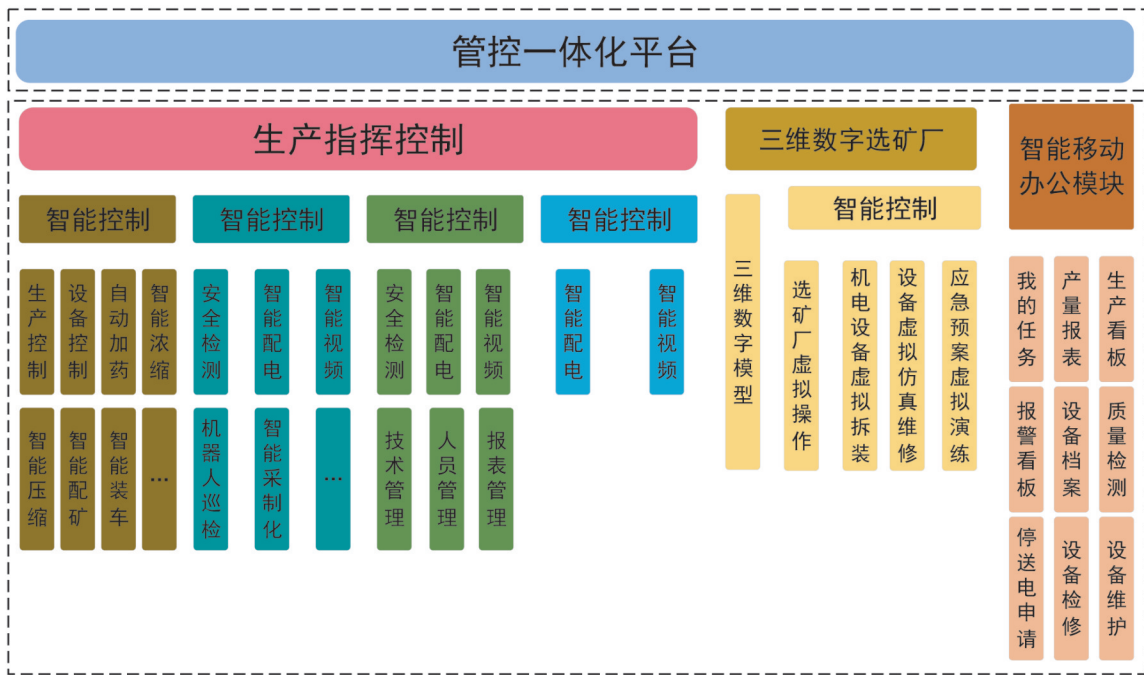 管控一体化平台
生产指挥控制
智能控制
生产控制
设备控制
自动加药
智能浓缩
智能压缩
智能配矿
智能装车
…
智能控制
安全检测
智能配电
智能视频
机器人巡检
智能采制化
…
智能控制
安全检测
智能配电
智能视频
技术管理
人员管理
报表管理
智能控制
智能配电
智能视频
三维数字选矿厂
三维数字模型
智能控制
选矿厂虚拟操作
机电设备虚拟拆装
设备虚拟仿真维修
应急预案虚拟演练
智能移动
办公模块
我的任务
产量报表
生产看板
报警看板
设备档案
质量检测
停送电申请
设备检修
设备维护